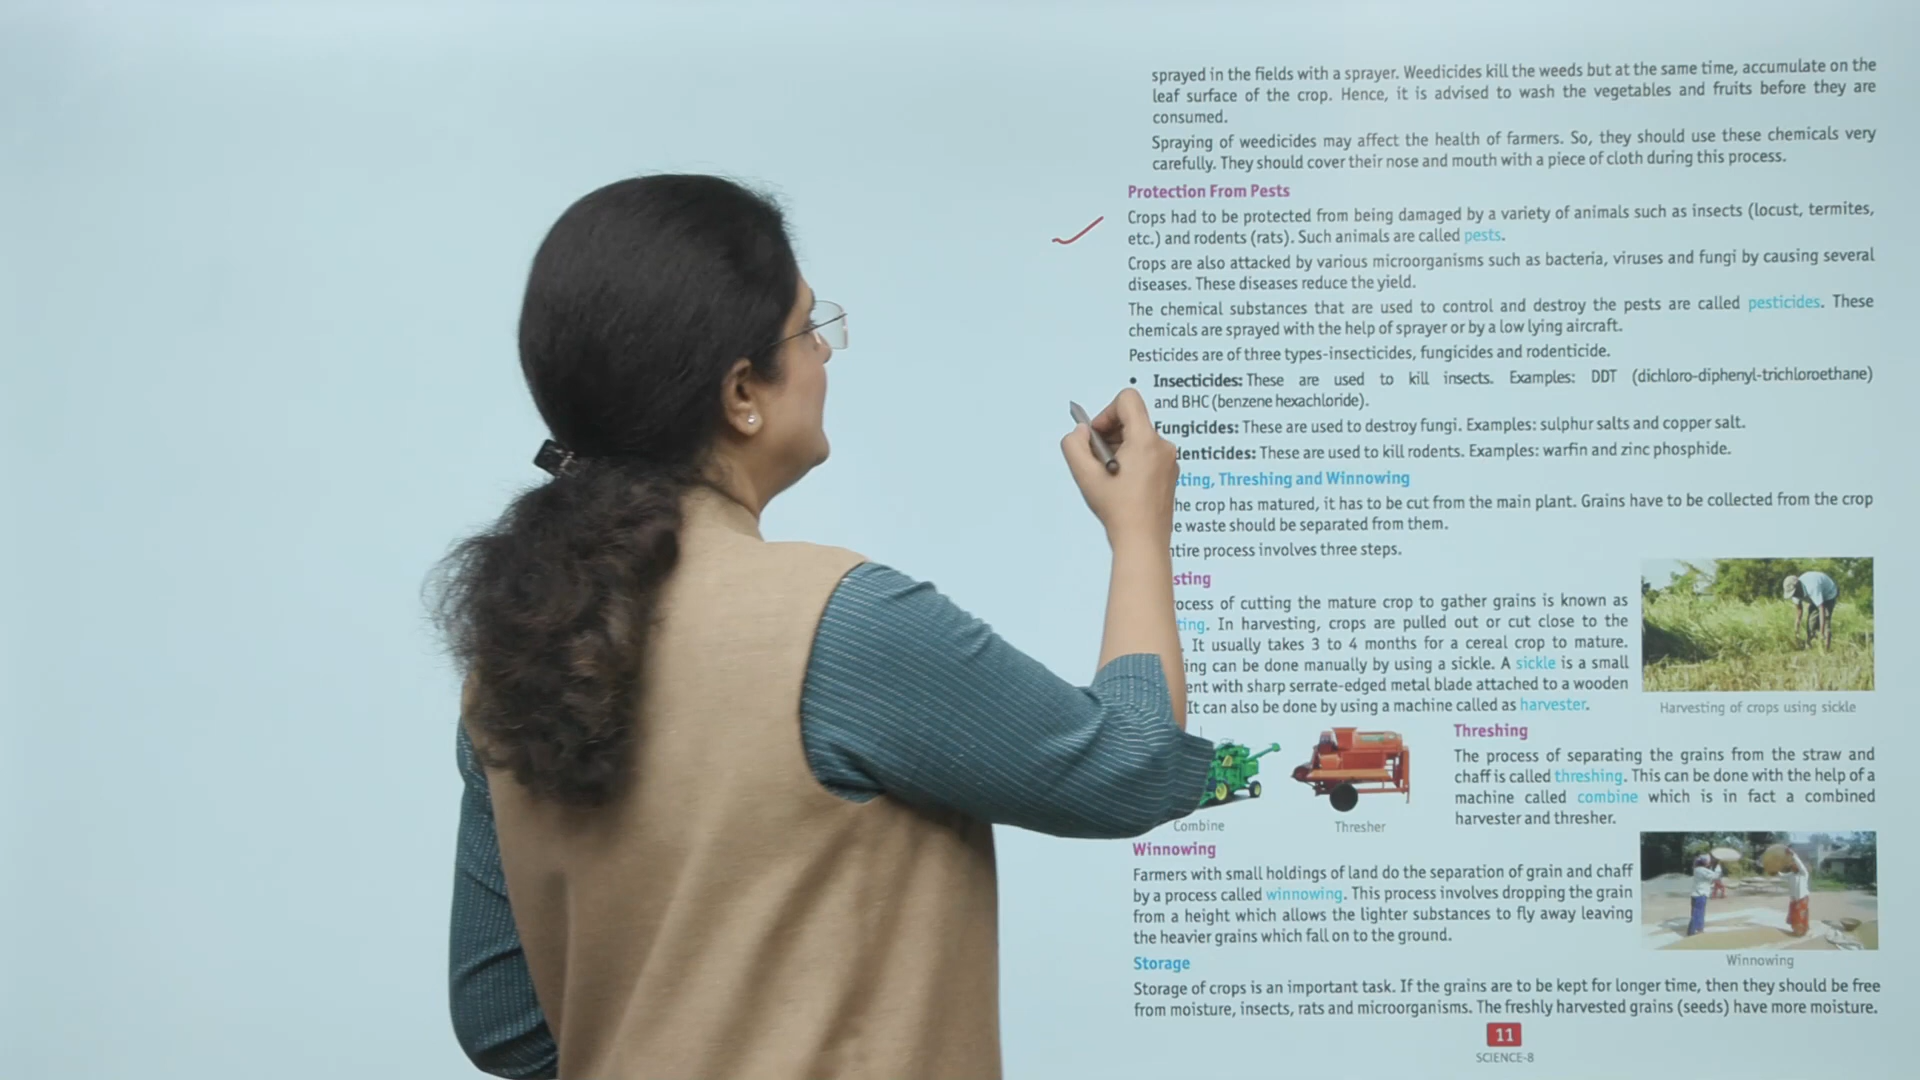 sprayed in the fields with a sprayer. Weedicides kill the weeds but at the same time, accumulate on the
leaf surface of the crop. Hence, it is advised to wash the vegetables and fruits before they are
consumed.
Spraying of weedicides may affect the health of farmers. So, they should use these chemicals very
carefully. They should cover their nose and mouth with a piece of cloth during this process.
Protection From Pests
Crops had to be protected from being damaged by a variety of animals such as insects (locust, termites,
etc.) and rodents (rats). Such animals are called pests.
Crops are also attacked by various microorganisms such as bacteria, viruses and fungi by causing several
diseases. These diseases reduce the yield.
The chemical substances that are used to control and destroy the pests are called pesticides. These
chemicals are sprayed with the help of sprayer or by a low lying aircraft.
Pesticides are of three types-insecticides, fungicides and rodenticide.
• Insecticides: These are used to kill insects. Examples: DDT (dichloro-diphenyl-trichloroethane)
and BHC (benzene hexachloride).
Fungicides: These are used to destroy fungi. Examples: sulphur salts and copper salt.
denticides: These are used to kill rodents. Examples: warfin and zinc phosphide.
sting, Threshing and Winnowing
he crop has matured, it has to be cut from the main plant. Grains have to be collected from the crop
e waste should be separated from them.
ntire process involves three steps.
sting
ocess of cutting the mature crop to gather grains is known as
ting. In harvesting, crops are pulled out or cut close to the
. It usually takes 3 to 4 months for a cereal crop to mature.
ing can be done manually by using a sickle. A sickle is a small
ent with sharp serrate-edged metal blade attached to a wooden
It can also be done by using a machine called as harvester.
Harvesting of crops using sickle
Combine
Thresher
Threshing
The process of separating the grains from the straw and
chaff is called threshing. This can be done with the help of a
machine called combine which is in fact a combined
harvester and thresher.
Winnowing
Farmers with small holdings of land do the separation of grain and chaff
by a process called winnowing. This process involves dropping the grain
from a height which allows the lighter substances to fly away leaving
the heavier grains which fall on to the ground.
Winnowing
Storage
Storage of crops is an important task. If the grains are to be kept for longer time, then they should be free
from moisture, insects, rats and microorganisms. The freshly harvested grains (seeds) have more moisture.
11
SCIENCE-8